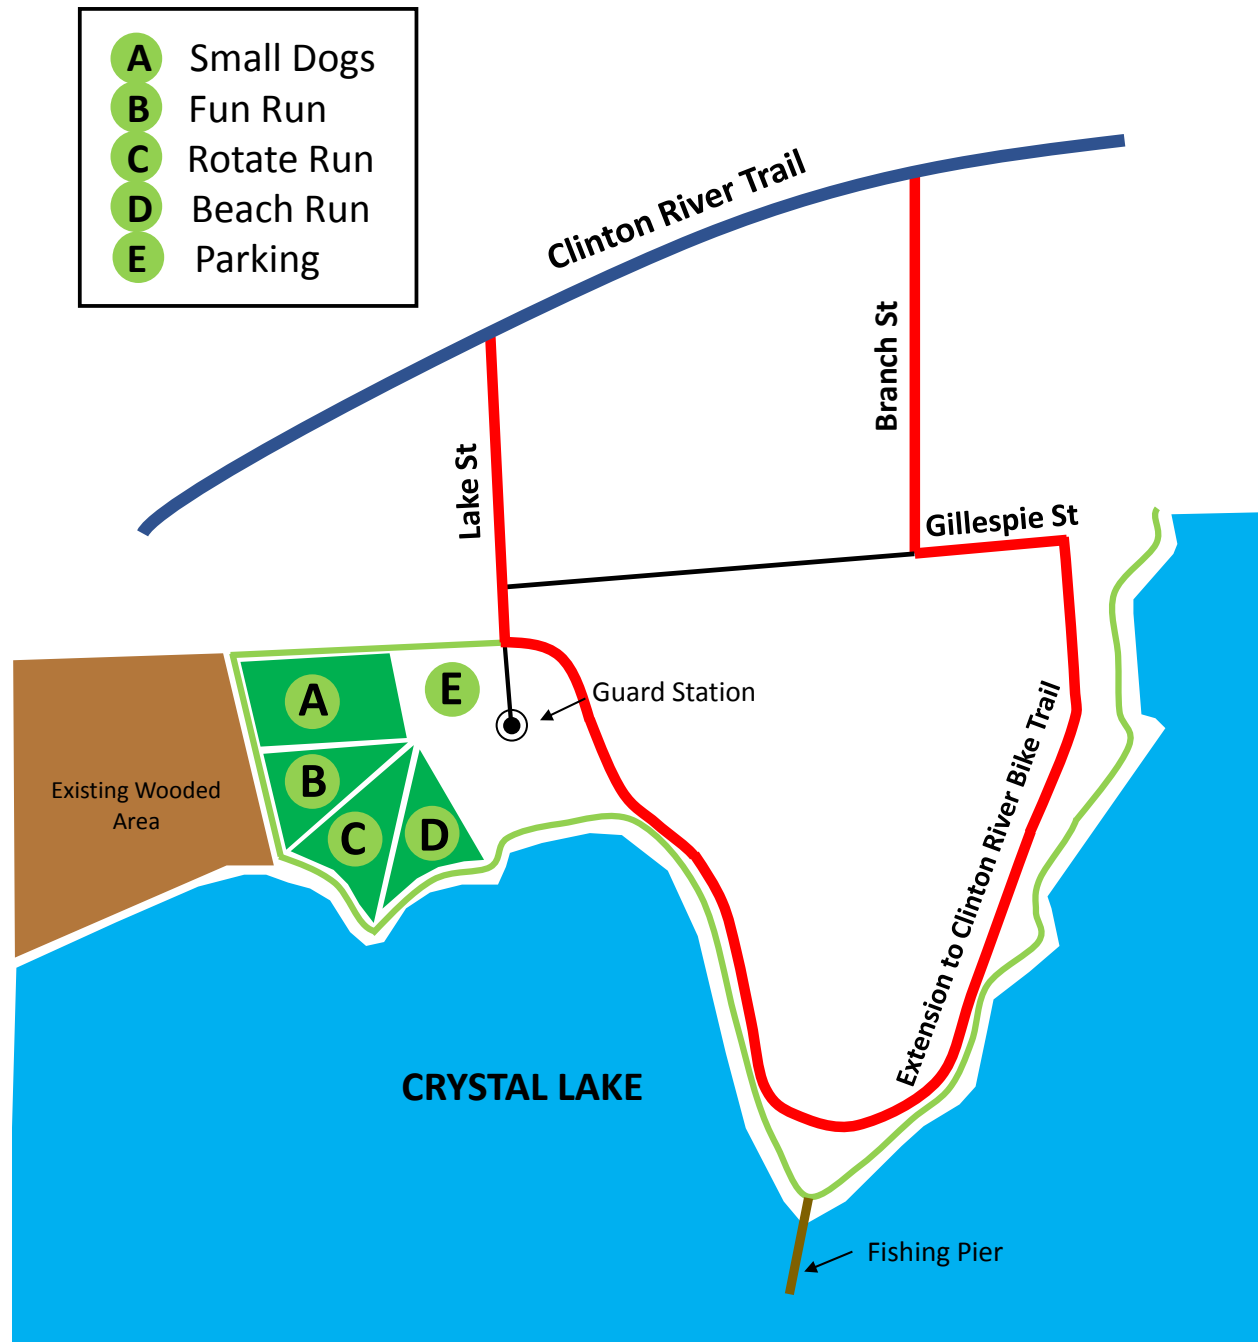 A Small Dogs
B Fun Run
C Rotate Run
D Beach Run
E Parking
Clinton River Trail
Branch St
Lake St
Gillespie St
A
E
Guard Station
B
Existing Wooded
Area
C
D
Extension to Clinton River Bike Trail
CRYSTAL LAKE
Fishing Pier